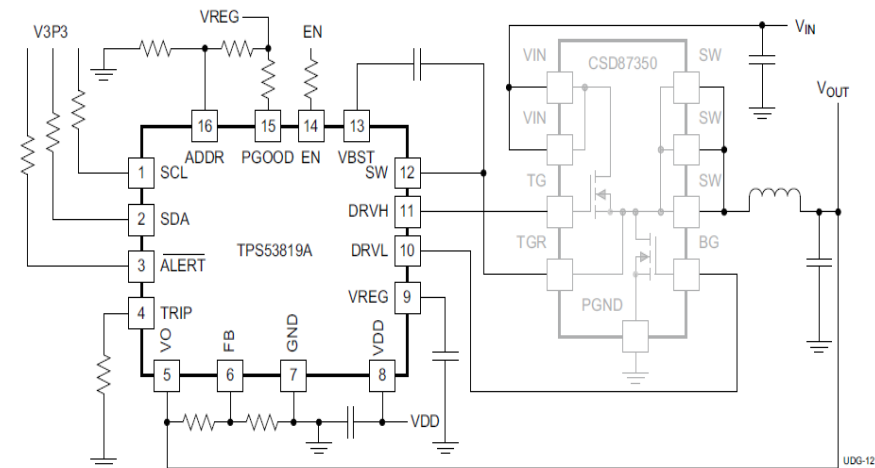 VREG
EN
V3P3
VIN
VIN
CSD87350
SW
VOUT
16
15
14
13
ADDR
PGOOD
EN
VBST
VIN
SW
1
SCL
SW
12
TG
SW
2
SDA
DRVH
11
TPS53819A
TGR
BG
3
ALERT
DRVL
10
4
TRIP
VREG
9
PGND
VO
FB
GND
VDD
5
6
7
8
VDD
UDG-12